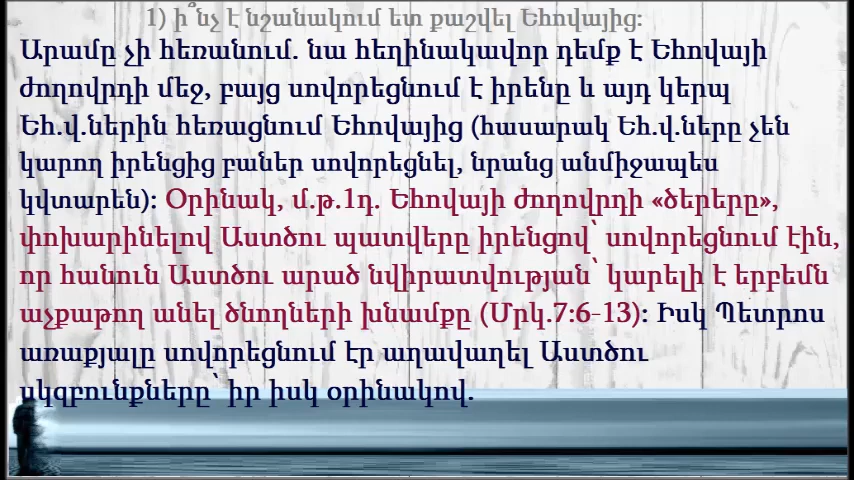 1) ի՞նչ է նշանակում ետ քաշվել Եհովայից:
Արամը չի հեռանում. նա հեղինակավոր դեմք է Եհովայի
ժողովրդի մեջ, բայց սովորեցնում է իրենը և այդ կերպ
Եհ.վ.ներին հեռացնում Եհովայից (հասարակ Եհ.վ.ները չեն
կարող իրենցից բաներ սովորեցնել, նրանց անմիջապես
կվտարեն): Օրինակ, մ.թ.1դ. Եհովայի ժողովրդի «ծերերը»,
փոխարինելով Աստծու պատվերը իրենցով՝ սովորեցնում էին,
որ հանուն Աստծու արած նվիրատվության՝ կարելի է երբեմն
աչքաթող անել ծնողների խնամքը (Մրկ.7:6-13): Իսկ Պետրոս
առաքյալը սովորեցնում էր աղավաղել Աստծու
սկզբունքները՝ իր իսկ օրինակով.